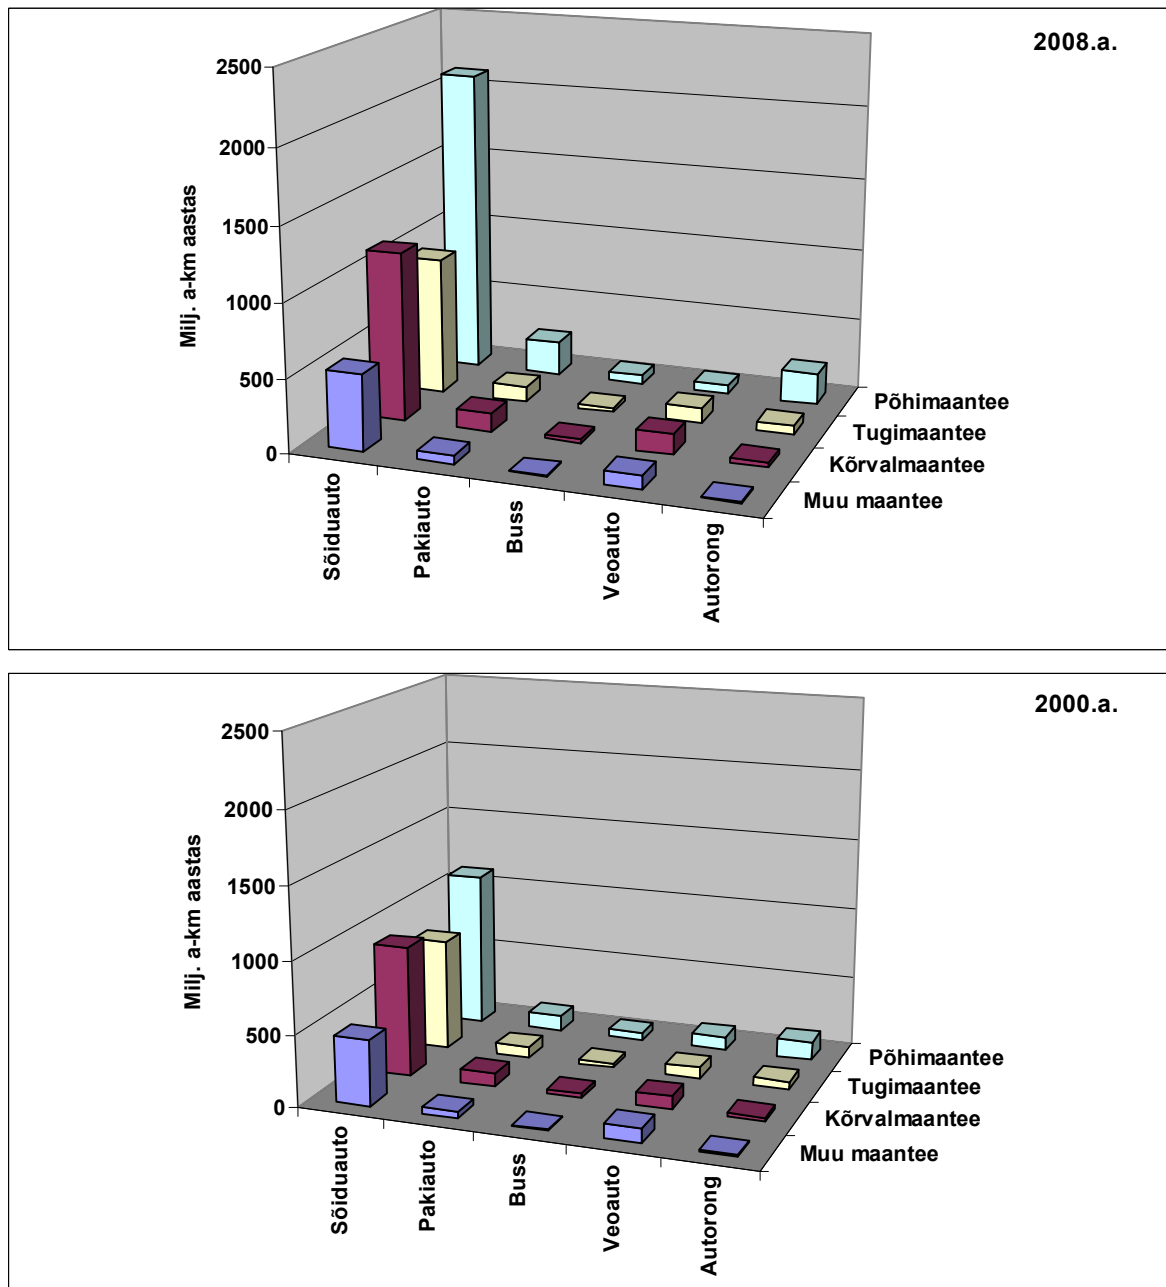 2008.a.
Milj. a-km aastas
2500
2000
1500
1000
500
0
Sõiduauto
Pakiauto
Buss
Veoauto
Autorong
Põhimaantee
Tugimaantee
Kõrvalmaantee
Muu maantee
2000.a.
Milj. a-km aastas
2500
2000
1500
1000
500
0
Sõiduauto
Pakiauto
Buss
Veoauto
Autorong
Põhimaantee
Tugimaantee
Kõrvalmaantee
Muu maantee